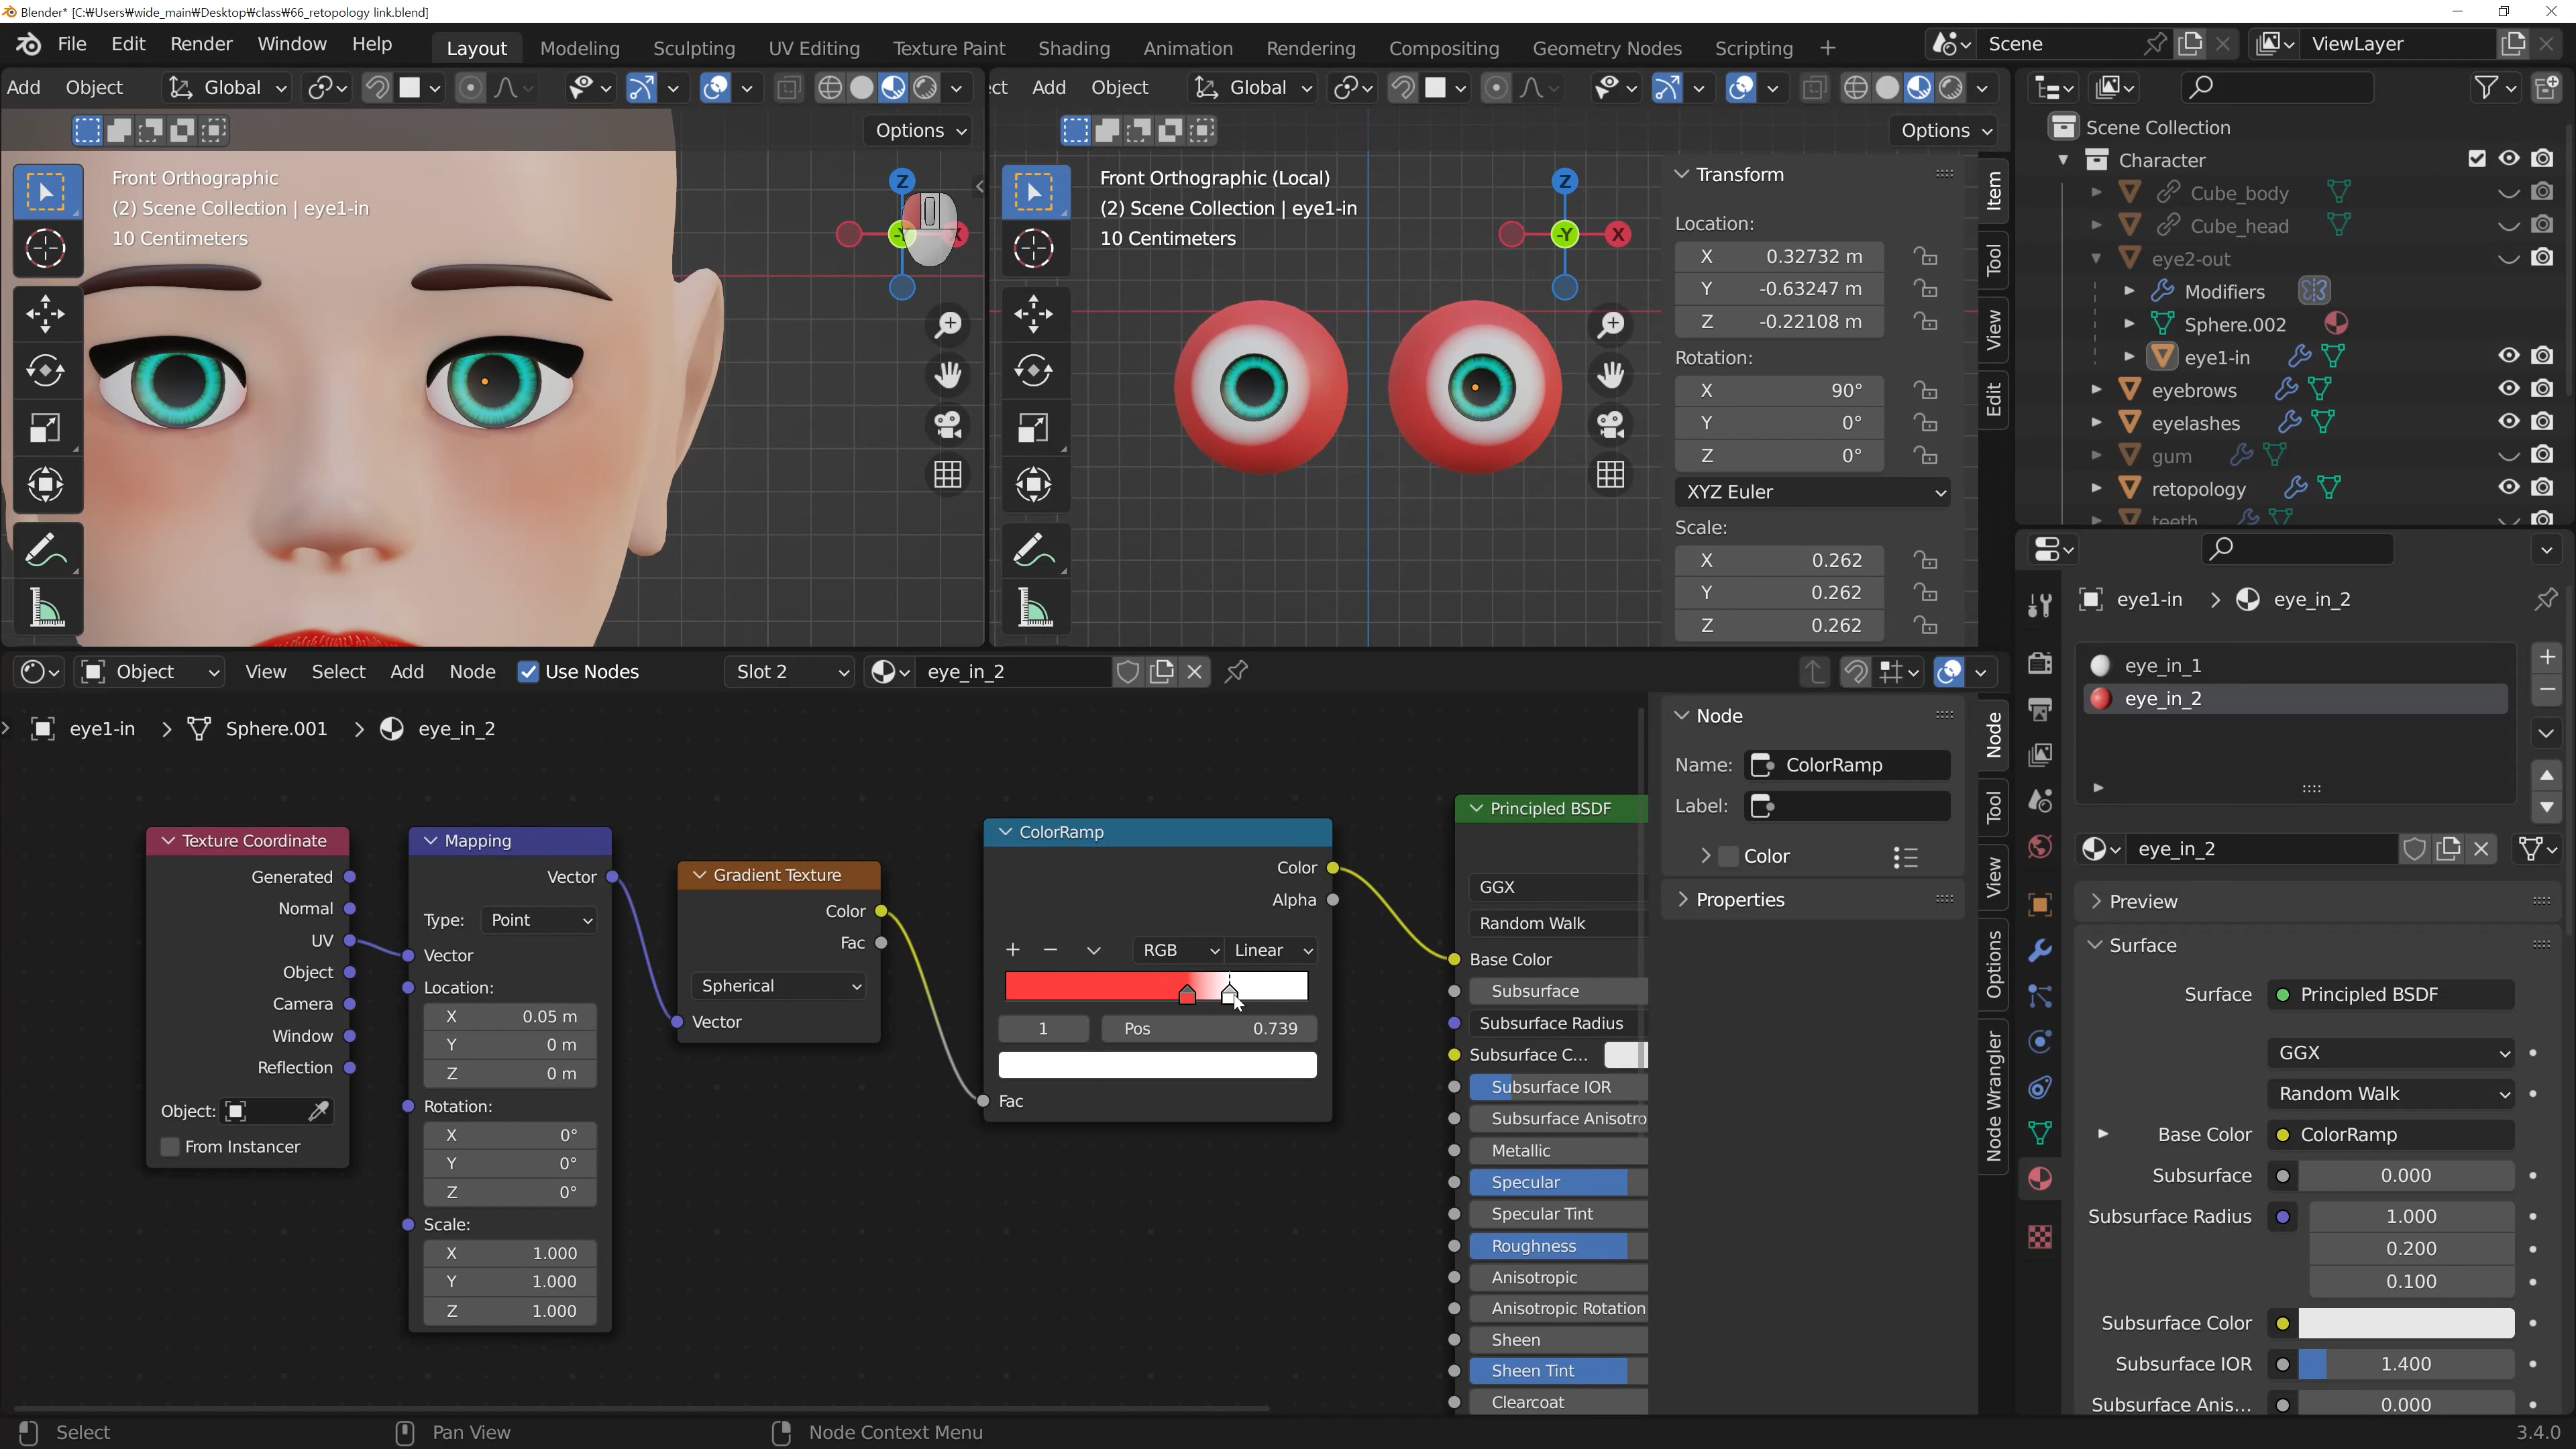 Blender* [C:₩Users₩wide_main₩Desktop₩class₩66_retopology link.blend]
File Edit Render Window Help Layout Modeling Sculpting UV Editing Texture Paint Shading Animation Rendering Compositing Geometry Nodes Scripting + Scene ViewLayer
Add Object Global
ect Add Object Global
Options
Options
Front Orthographic
(2) Scene Collection | eye1-in
10 Centimeters
Z
-Y
X
Front Orthographic (Local)
(2) Scene Collection | eye1-in
10 Centimeters
Z
-Y
X
Transform
Location:
X 0.32732 m
Y -0.63247 m
Z -0.22108 m
Rotation:
X 90°
Y 0°
Z 0°
XYZ Euler
Scale:
X 0.262
Y 0.262
Z 0.262
Item
Tool
View
Edit
Scene Collection
Character
Cube_body
Cube_head
eye2-out
Modifiers
Sphere.002
eye1-in
eyebrows
eyelashes
gum
retopology
teeth
Object View Select Add Node Use Nodes Slot 2 eye_in_2
eye1-in > Sphere.001 > eye_in_2
Texture Coordinate
Generated
Normal
UV
Object
Camera
Window
Reflection
Object:
From Instancer
Mapping
Vector
Type: Point
Vector
Location:
X 0.05 m
Y 0 m
Z 0 m
Rotation:
X 0°
Y 0°
Z 0°
Scale:
X 1.000
Y 1.000
Z 1.000
Gradient Texture
Color
Fac
Spherical
Vector
ColorRamp
Color
Alpha
+ − RGB Linear
1 Pos 0.739
Fac
Principled BSDF
GGX
Random Walk
Base Color
Subsurface
Subsurface Radius
Subsurface C...
Subsurface IOR
Subsurface Anisotro
Metallic
Specular
Specular Tint
Roughness
Anisotropic
Anisotropic Rotation
Sheen
Sheen Tint
Clearcoat
Node
Name: ColorRamp
Label:
Color
Properties
Node
Tool
View
Options
Node Wrangler
eye1-in > eye_in_2
eye_in_1
eye_in_2
eye_in_2
Preview
Surface
Surface Principled BSDF
GGX
Random Walk
Base Color ColorRamp
Subsurface 0.000
Subsurface Radius 1.000
0.200
0.100
Subsurface Color
Subsurface IOR 1.400
Subsurface Anis... 0.000
Select Pan View Node Context Menu 3.4.0